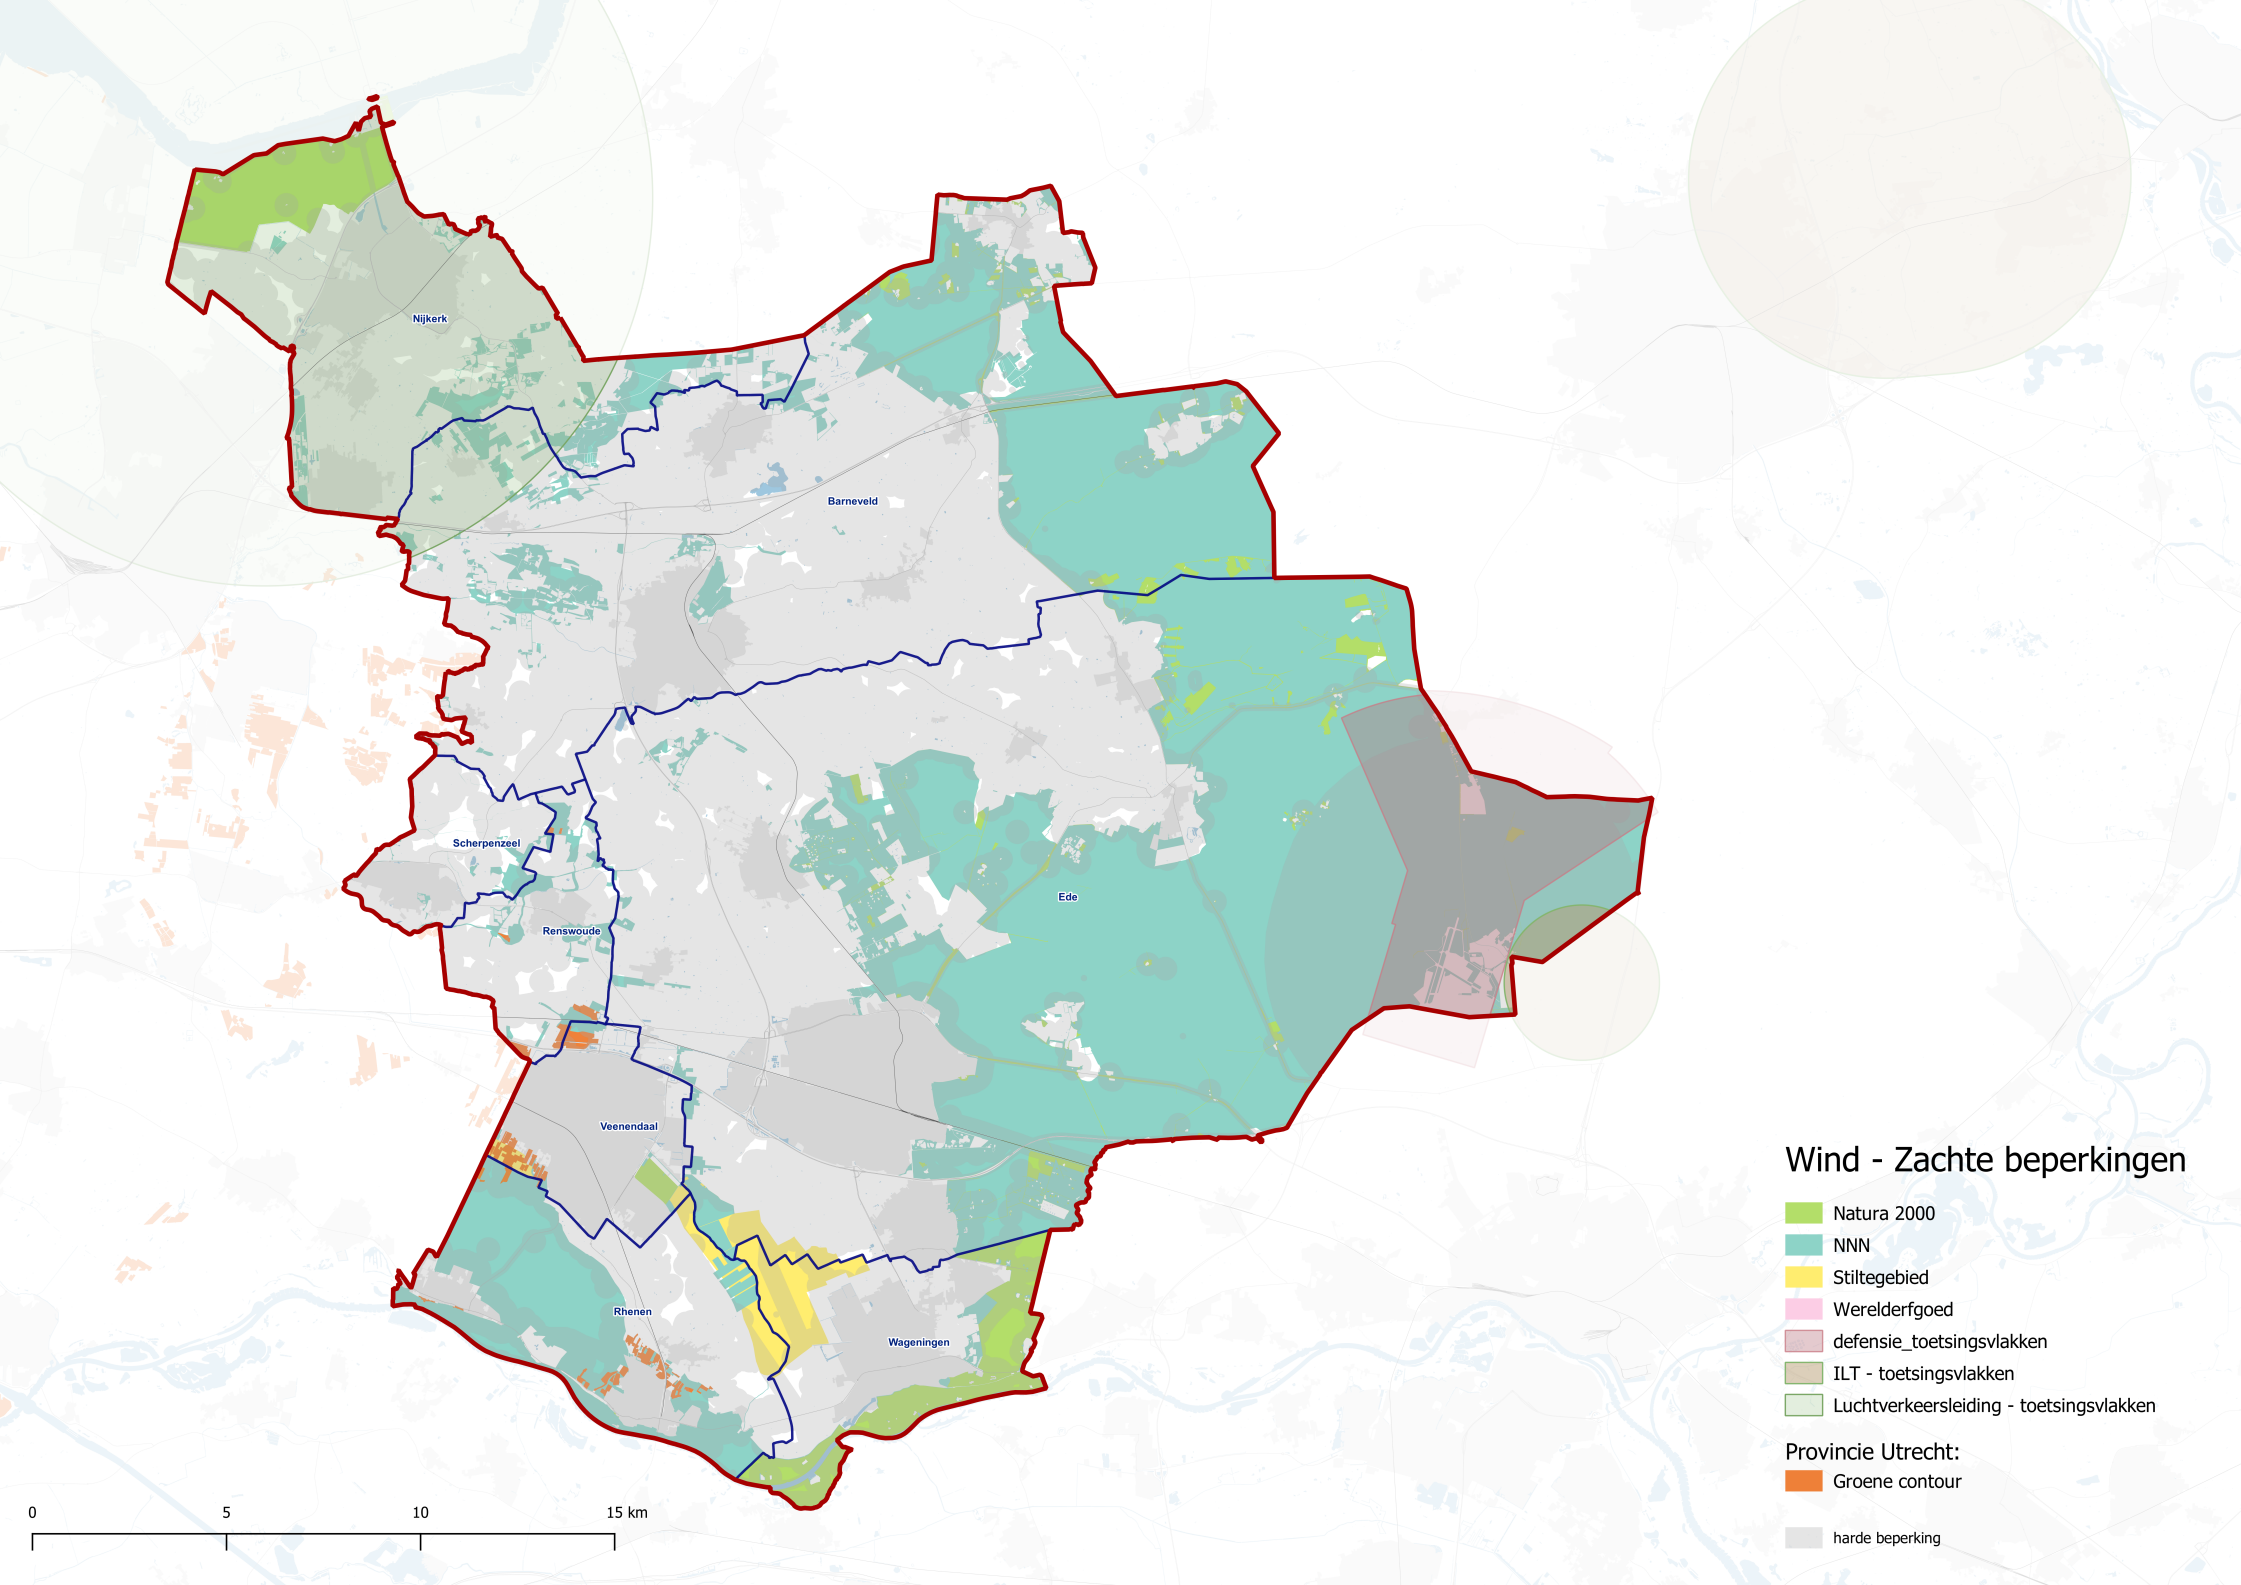 Nijkerk
Barneveld
Scherpenzeel
Ede
Renswoude
Veenendaal
Rhenen
Wageningen
Wind - Zachte beperkingen
Natura 2000
NNN
Stiltegebied
Werelderfgoed
defensie_toetsingsvlakken
ILT - toetsingsvlakken
Luchtverkeersleiding - toetsingsvlakken
Provincie Utrecht:
Groene contour
harde beperking
0 5 10 15 km